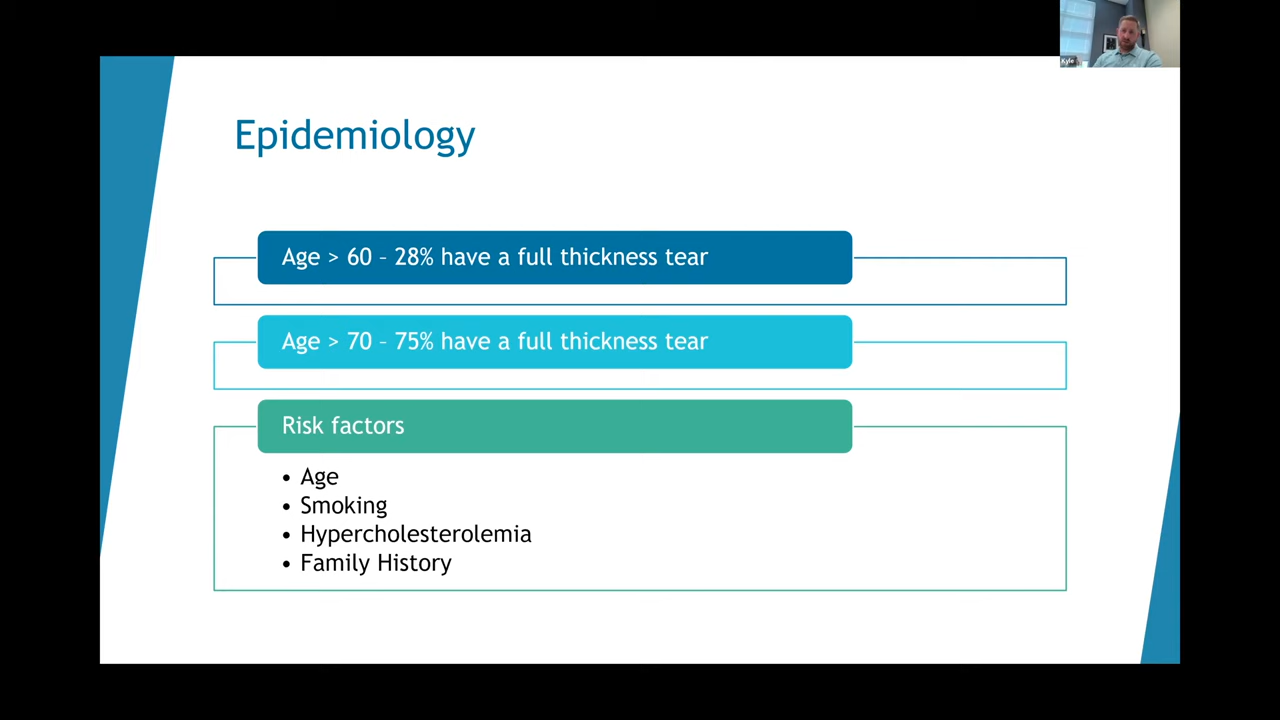 Kyle
Epidemiology
Age > 60 – 28% have a full thickness tear
Age > 70 – 75% have a full thickness tear
Risk factors
• Age
• Smoking
• Hypercholesterolemia
• Family History